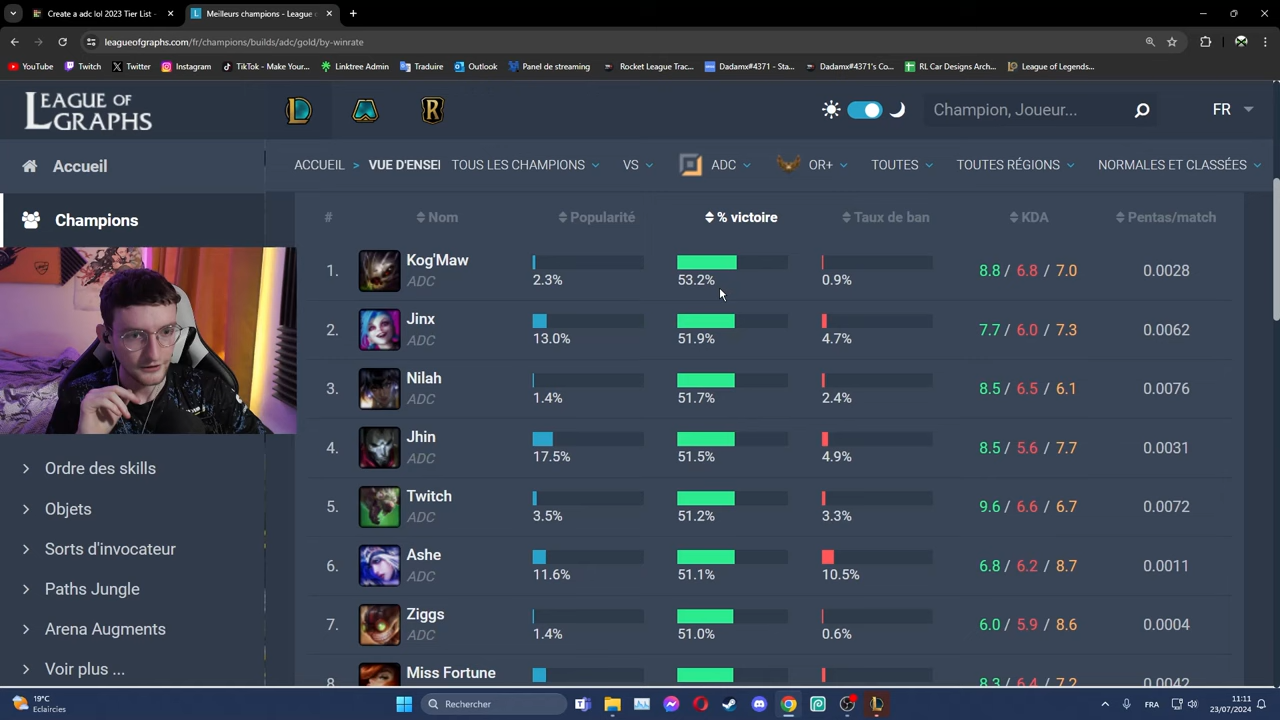 Create a adc lol 2023 Tier List -
Meilleurs champions - League o
leagueofgraphs.com/fr/champions/builds/adc/gold/by-winrate
YouTube
Twitch
Twitter
Instagram
TikTok - Make Your...
Linktree Admin
Traduire
Outlook
Panel de streaming
Rocket League Trac...
Dadamx#4371 - Sta...
Dadamx#4371's Co...
RL Car Designs Arch...
League of Legends...
LEAGUE OF
GRAPHS
Champion, Joueur...
FR
Accueil
ACCUEIL > VUE D'ENSEI
TOUS LES CHAMPIONS
VS
ADC
OR+
TOUTES
TOUTES RÉGIONS
NORMALES ET CLASSÉES
Champions
# Nom Popularité % victoire Taux de ban KDA Pentas/match
1. Kog'Maw
ADC
2.3% 53.2% 0.9% 8.8 / 6.8 / 7.0 0.0028
2. Jinx
ADC
13.0% 51.9% 4.7% 7.7 / 6.0 / 7.3 0.0062
3. Nilah
ADC
1.4% 51.7% 2.4% 8.5 / 6.5 / 6.1 0.0076
4. Jhin
ADC
17.5% 51.5% 4.9% 8.5 / 5.6 / 7.7 0.0031
5. Twitch
ADC
3.5% 51.2% 3.3% 9.6 / 6.6 / 6.7 0.0072
6. Ashe
ADC
11.6% 51.1% 10.5% 6.8 / 6.2 / 8.7 0.0011
7. Ziggs
ADC
1.4% 51.0% 0.6% 6.0 / 5.9 / 8.6 0.0004
8. Miss Fortune
8.3 / 6.4 / 7.2 0.0042
Ordre des skills
Objets
Sorts d'invocateur
Paths Jungle
Arena Augments
Voir plus ...
19°C
Eclaircies
Rechercher
FRA
11:11
23/07/2024